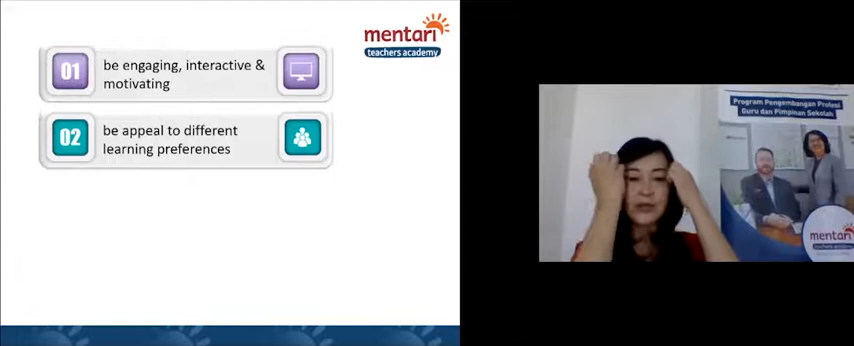 mentari
teachers academy
01
be engaging, interactive &
motivating
02
be appeal to different
learning preferences
Program Pengembangan Profesi
Guru dan Pimpinan Sekolah
mentari
teachers academy